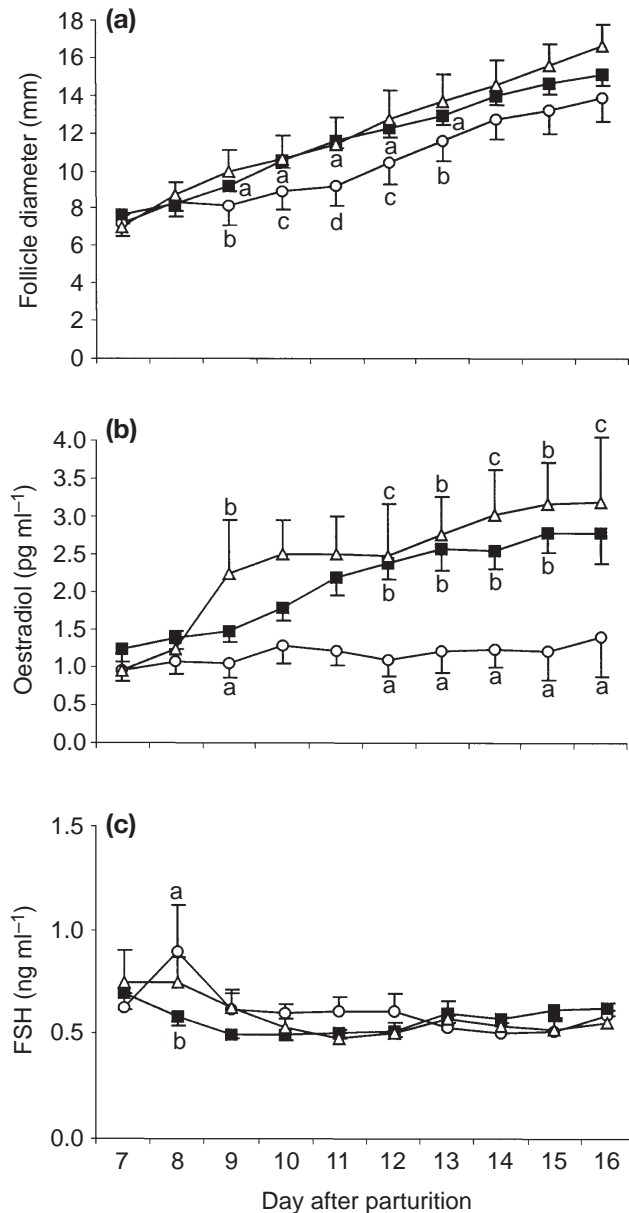 (a)
Follicle diameter (mm)
18
16
14
12
10
8
6
4
2
0
a a a a a
b c d c b
(b)
Oestradiol (pg ml⁻¹)
4.0
3.5
3.0
2.5
2.0
1.5
1.0
0.5
0.0
b c b c b c
b b b b
a a a a a a
(c)
FSH (ng ml⁻¹)
1.5
1.0
0.5
0.0
a
b
7 8 9 10 11 12 13 14 15 16
Day after parturition